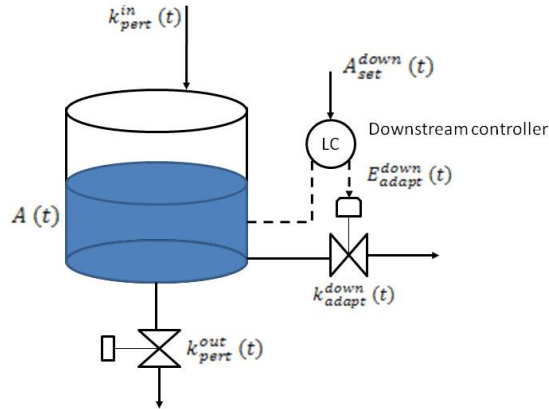 k_pert^in (t)
A_set^down (t)
LC
Downstream controller
E_adapt^down (t)
A (t)
k_adapt^down (t)
k_pert^out (t)